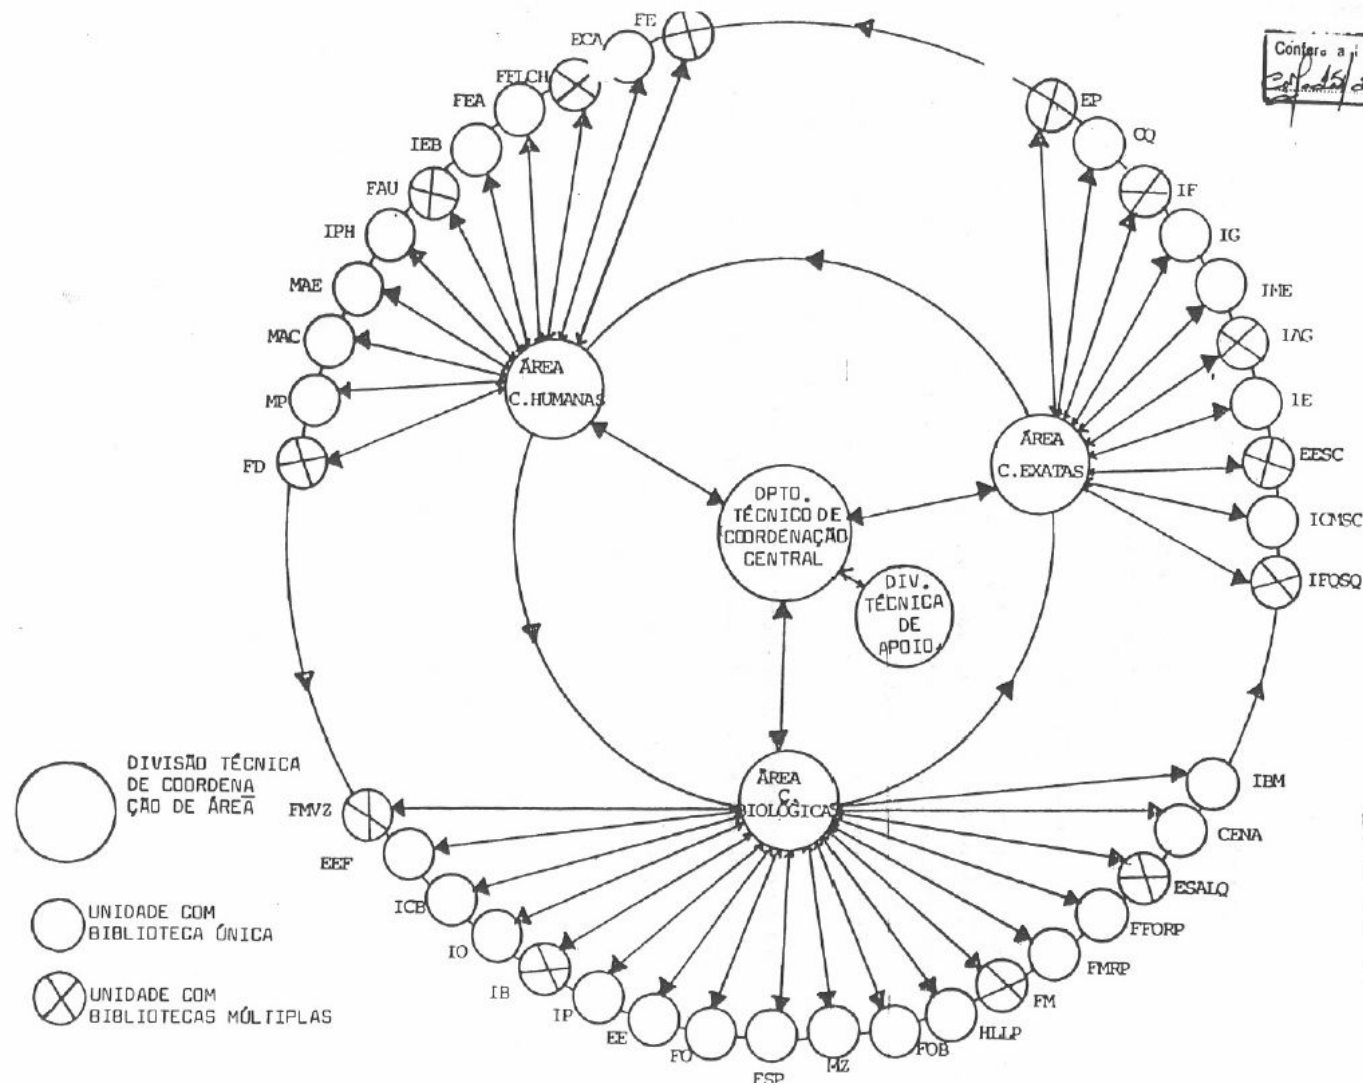 FE
ECA
FFLCH
FEA
IEB
FAU
IPH
MAE
MAC
MP
FD
Confere a
EP
CQ
IF
IG
IME
IAG
IE
EESC
ICMSC
IFQSQ
ÁREA
C.HUMANAS
ÁREA
C.EXATAS
DPTO.
TÉCNICO DE
COORDENAÇÃO
CENTRAL
DIV.
TÉCNICA
DE
APOIO.
ÁREA
C.
BIOLÓGICAS
DIVISÃO TÉCNICA
DE COORDENA
ÇÃO DE ÁREA
UNIDADE COM
BIBLIOTECA ÚNICA
UNIDADE COM
BIBLIOTECAS MÚLTIPLAS
FMVZ
EEF
ICB
IO
IB
IP
EE
FO
FSP
MZ
FOB
HLLP
FM
FMRP
FFORP
ESALQ
CENA
IBM